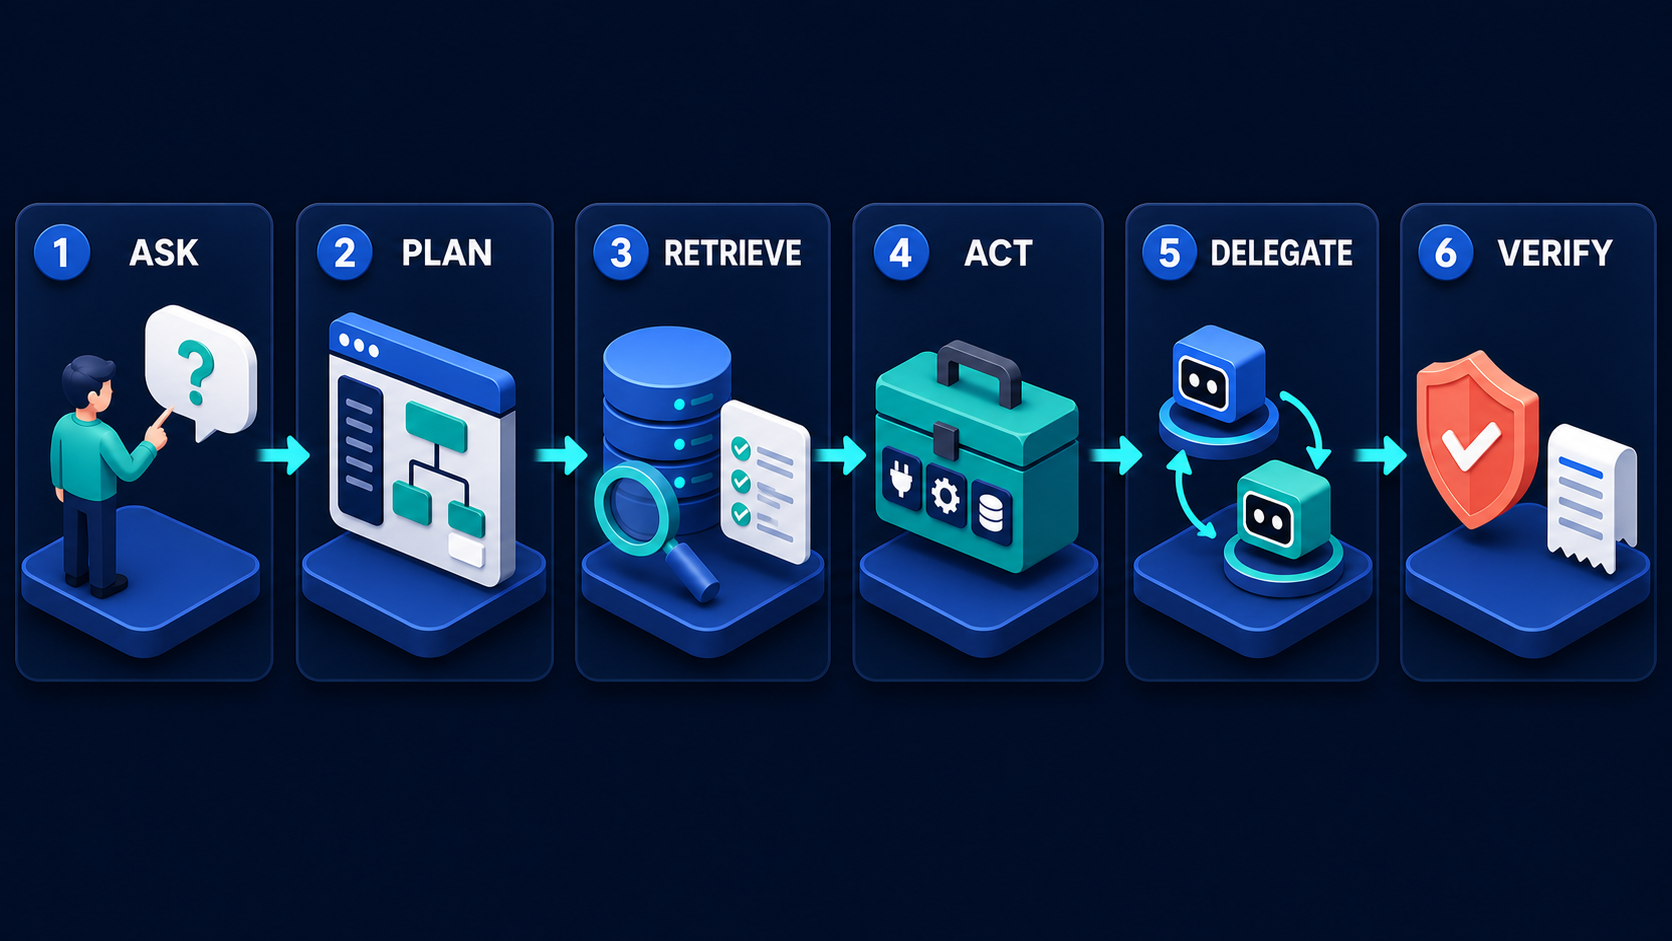 1 ASK
2 PLAN
3 RETRIEVE
4 ACT
5 DELEGATE
6 VERIFY
?